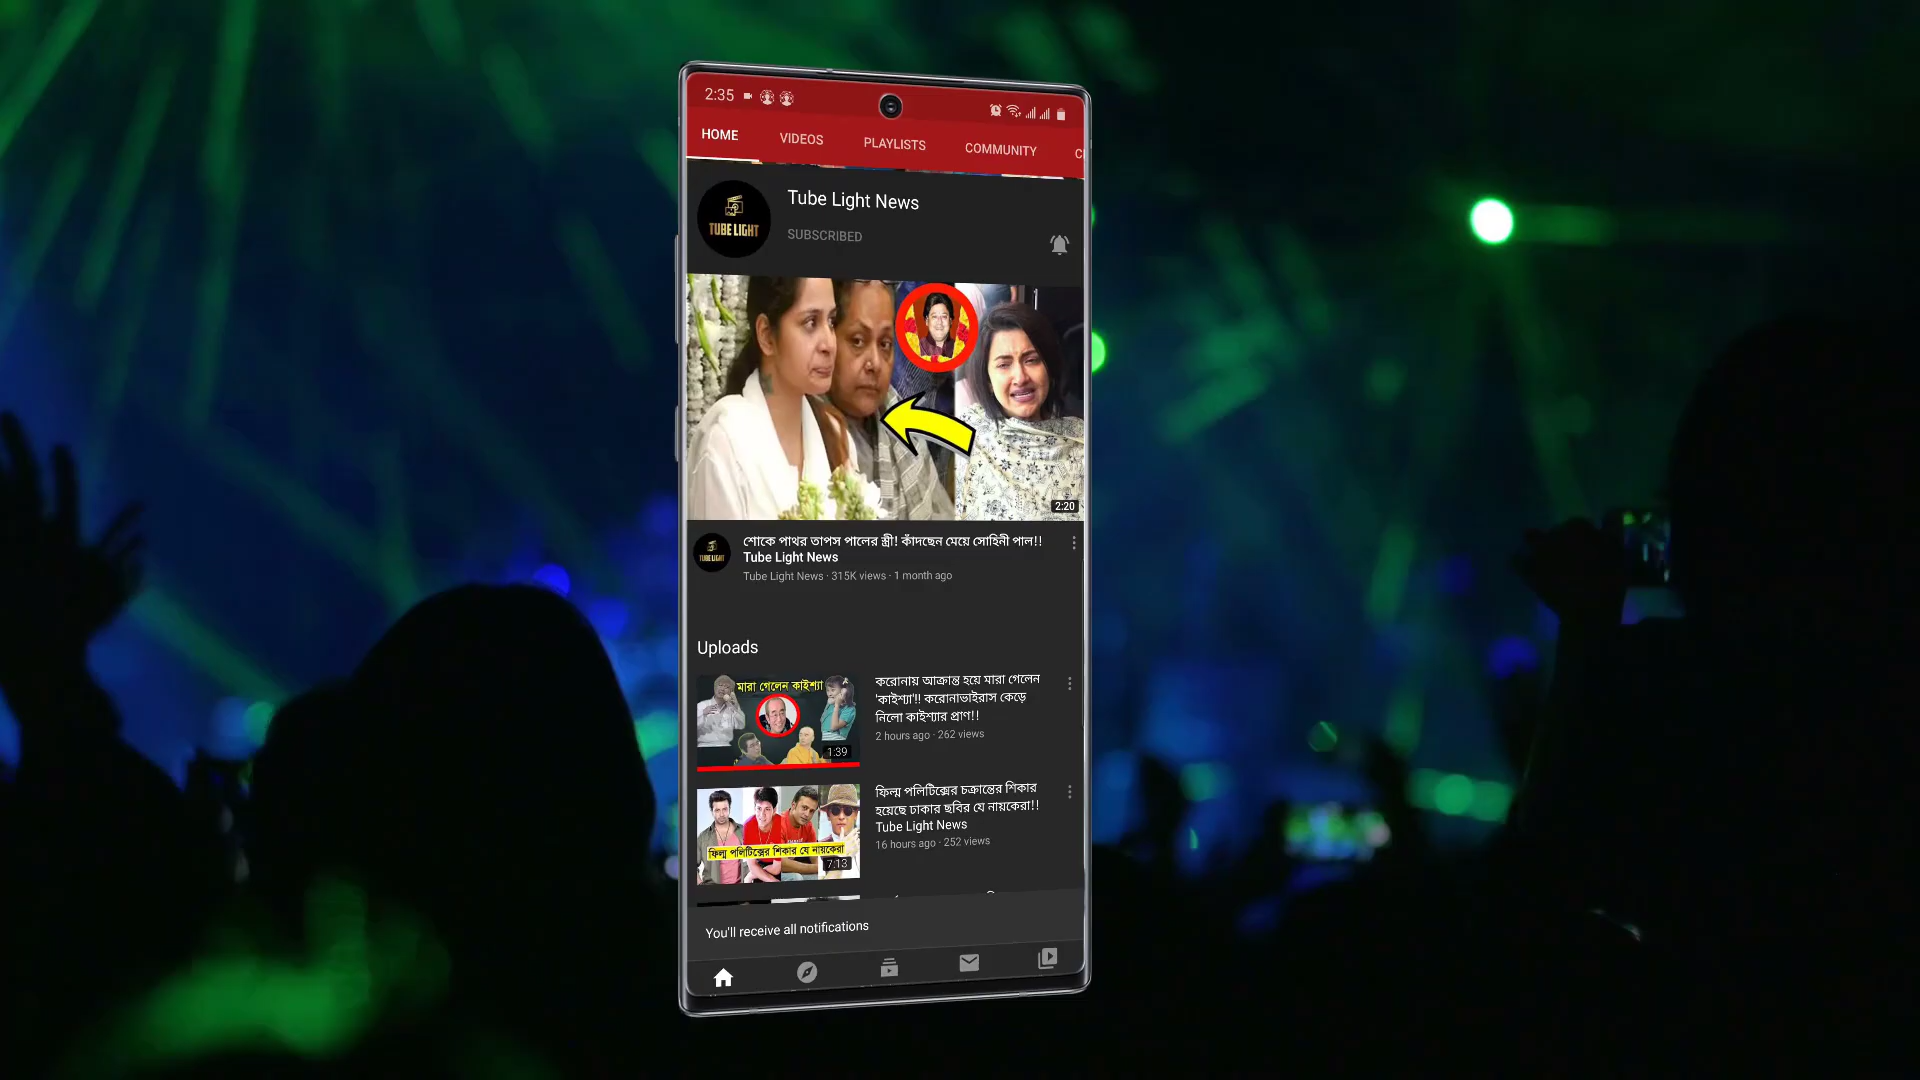 2:35
HOME VIDEOS PLAYLISTS COMMUNITY
TUBE LIGHT
Tube Light News
SUBSCRIBED
2:20
TUBE LIGHT
শোকে পাথর তাপস পালের স্ত্রী! কাঁদছেন মেয়ে সোহিনী পাল!!
Tube Light News
Tube Light News · 315K views · 1 month ago
Uploads
মারা গেলেন কাইশ্যা
1:39
করোনায় আক্রান্ত হয়ে মারা গেলেন
'কাইশ্যা'!! করোনাভাইরাস কেড়ে
নিলো কাইশ্যার প্রাণ!!
2 hours ago · 262 views
ফিল্ম পলিটিক্সের শিকার যে নায়কেরা
7:13
ফিল্ম পলিটিক্সের চক্রান্তের শিকার
হয়েছে ঢাকার ছবির যে নায়কেরা!!
Tube Light News
16 hours ago · 252 views
You'll receive all notifications